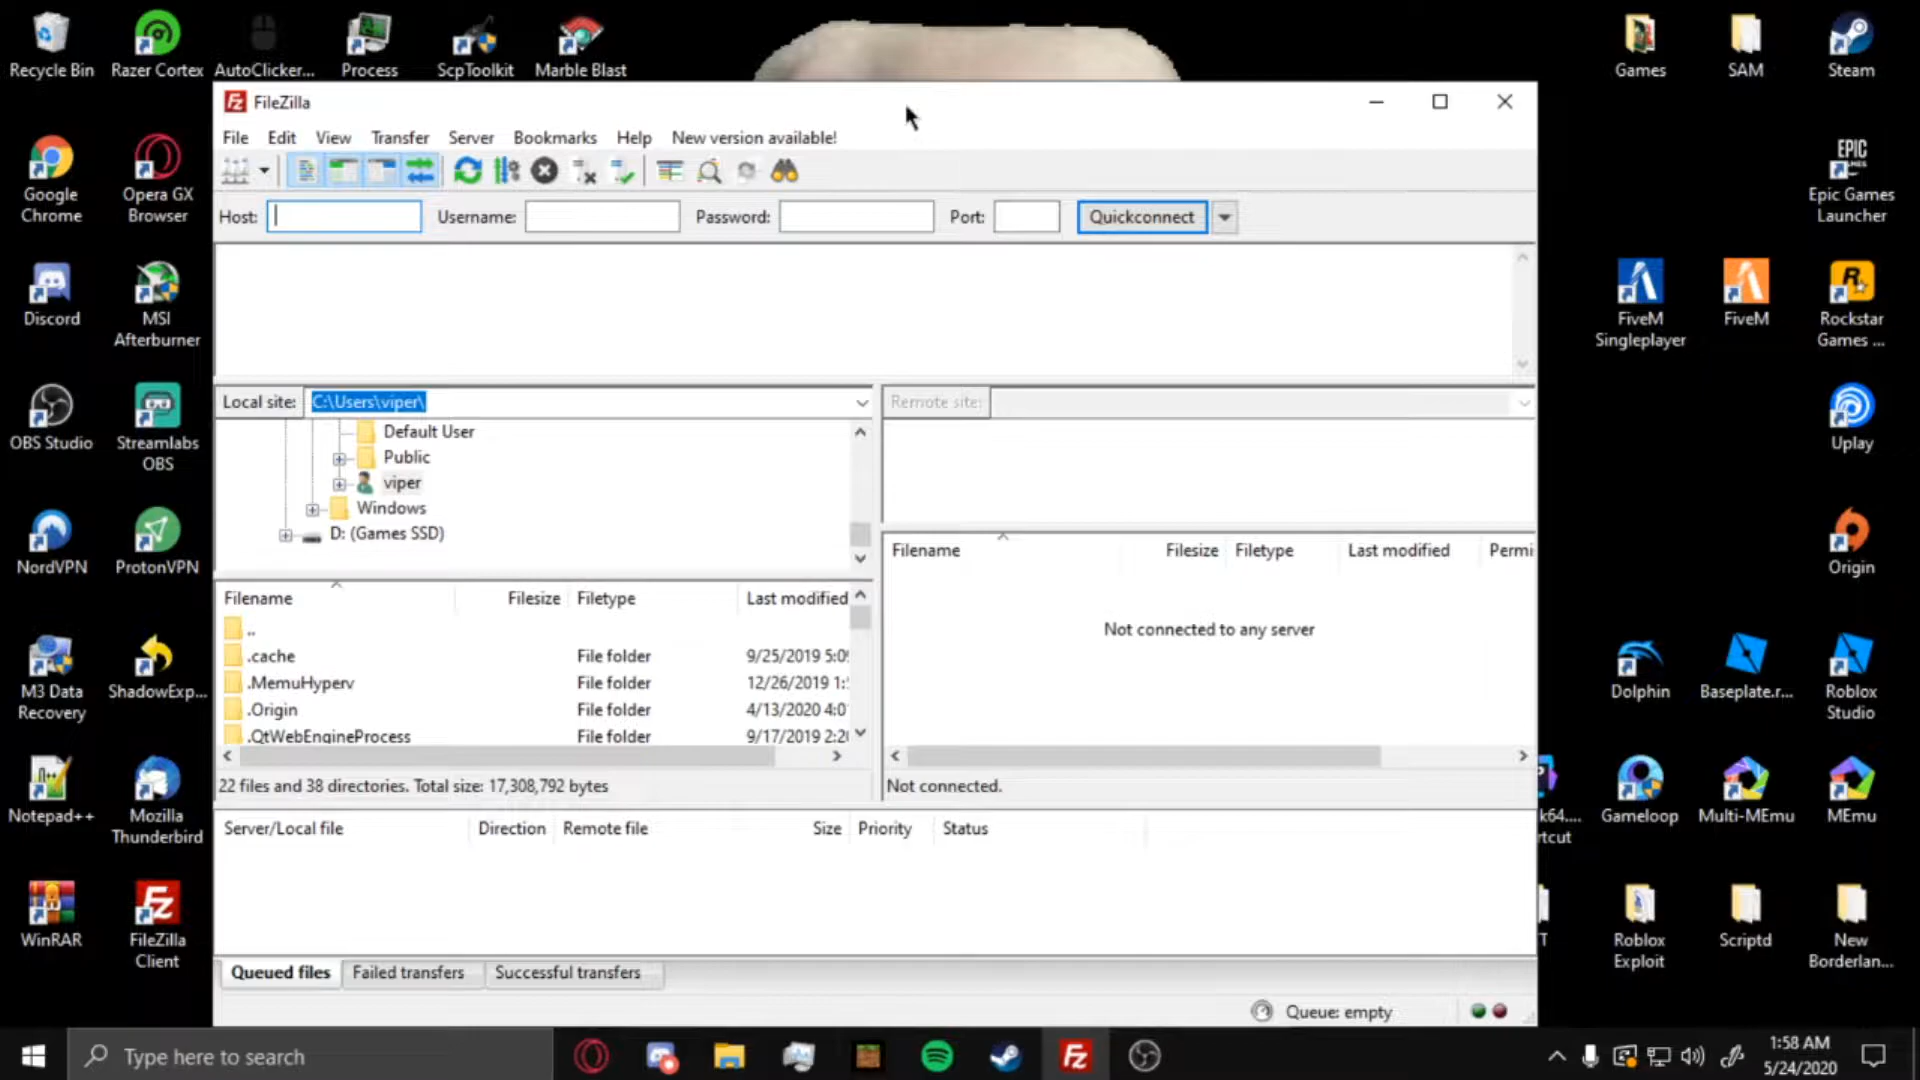 Recycle Bin
Razer Cortex
AutoClicker...
Process
ScpToolkit
Marble Blast
Games
SAM
Steam
FileZilla
File Edit View Transfer Server Bookmarks Help New version available!
Host: Username: Password: Port: Quickconnect
Google
Chrome
Opera GX
Browser
EPIC
GAMES
Epic Games
Launcher
Discord
MSI
Afterburner
FiveM
Singleplayer
FiveM
Rockstar
Games ...
Local site: C:\Users\viper\
Remote site:
Default User
Public
viper
Windows
D: (Games SSD)
OBS Studio
Streamlabs
OBS
Uplay
NordVPN
ProtonVPN
Origin
Filename Filesize Filetype Last modified
..
.cache File folder 9/25/2019 5:0
.MemuHyperv File folder 12/26/2019 1:
.Origin File folder 4/13/2020 4:0
.QtWebEngineProcess File folder 9/17/2019 2:2
22 files and 38 directories. Total size: 17,308,792 bytes
Filename Filesize Filetype Last modified Permi
Not connected to any server
Not connected.
M3 Data
Recovery
ShadowExp...
Dolphin
Baseplate.r...
Roblox
Studio
Notepad++
Mozilla
Thunderbird
k64....
rtcut
Gameloop
Multi-MEmu
MEmu
Server/Local file Direction Remote file Size Priority Status
WinRAR
FileZilla
Client
T
Roblox
Exploit
Scriptd
New
Borderlan...
Queued files Failed transfers Successful transfers
Queue: empty
Type here to search
1:58 AM
5/24/2020